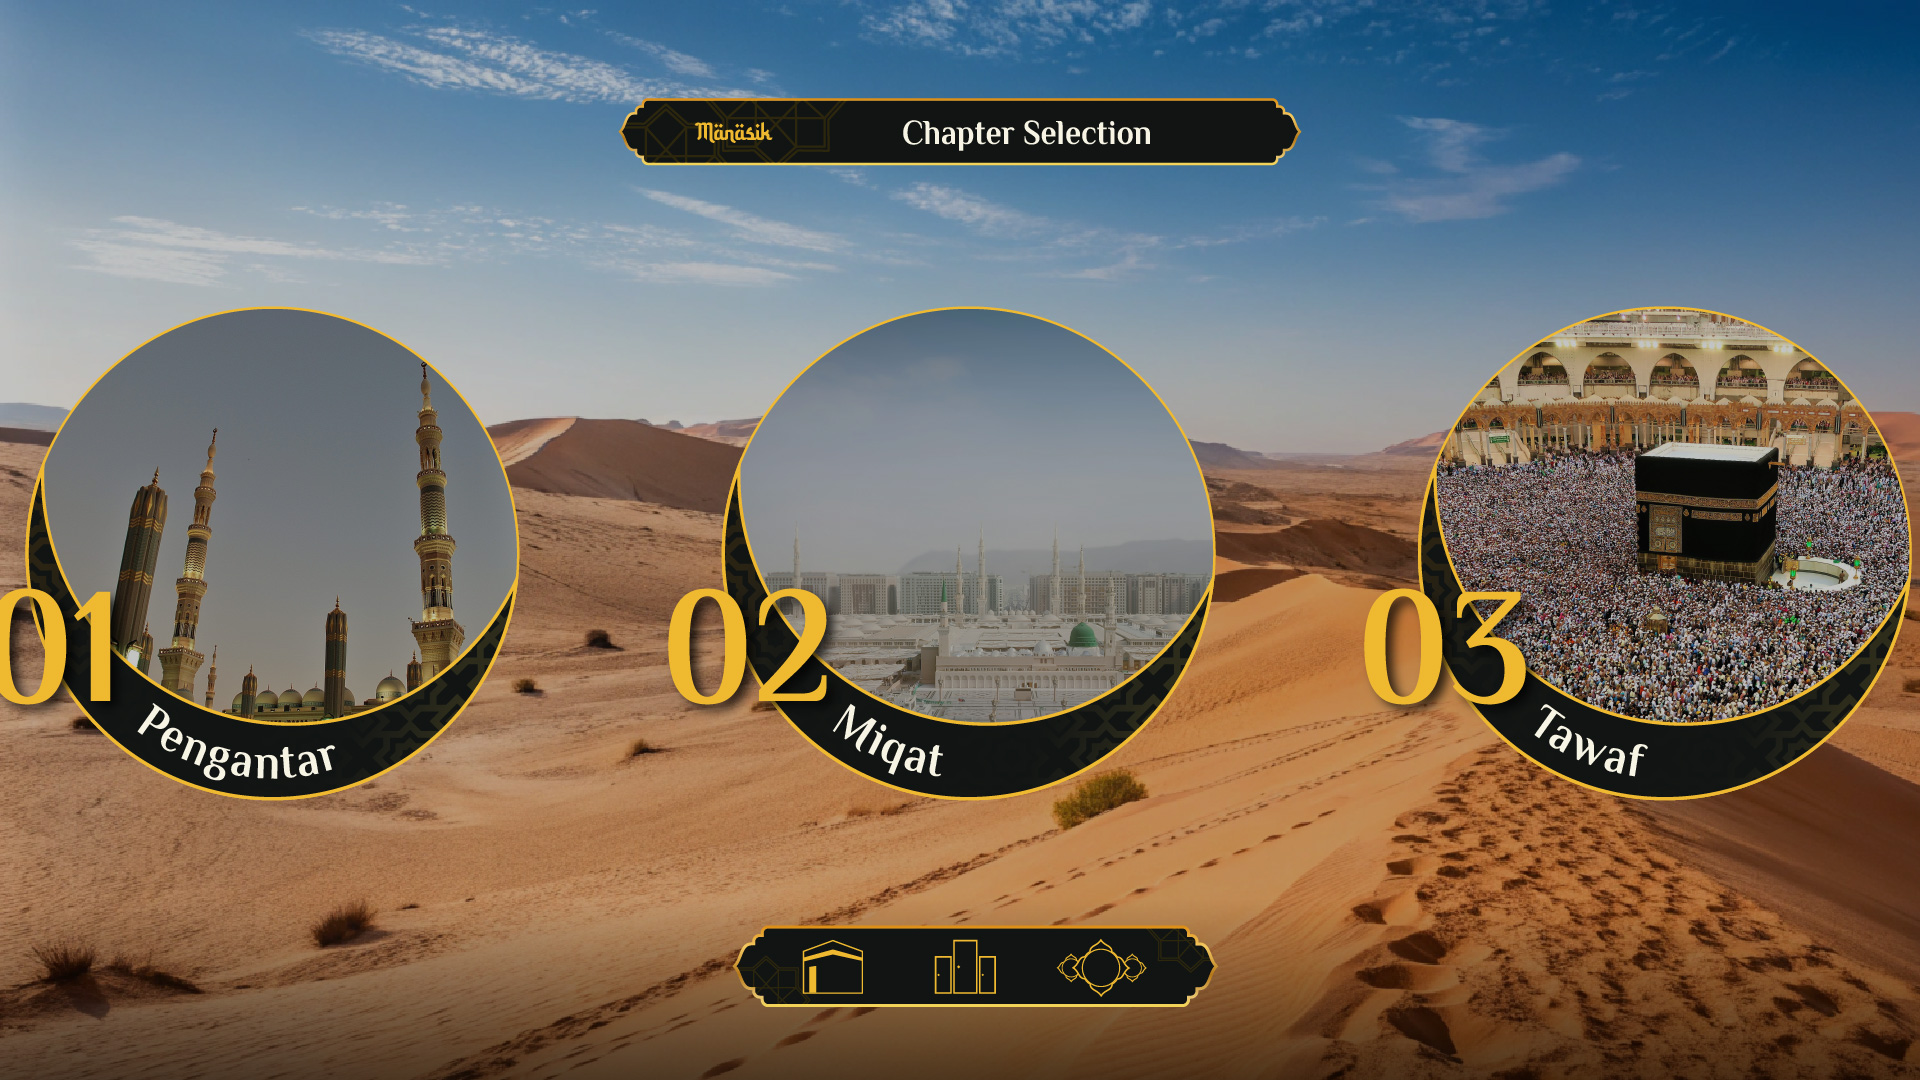 Mänäsik
Chapter Selection
01
Pengantar
02
Miqat
03
Tawaf